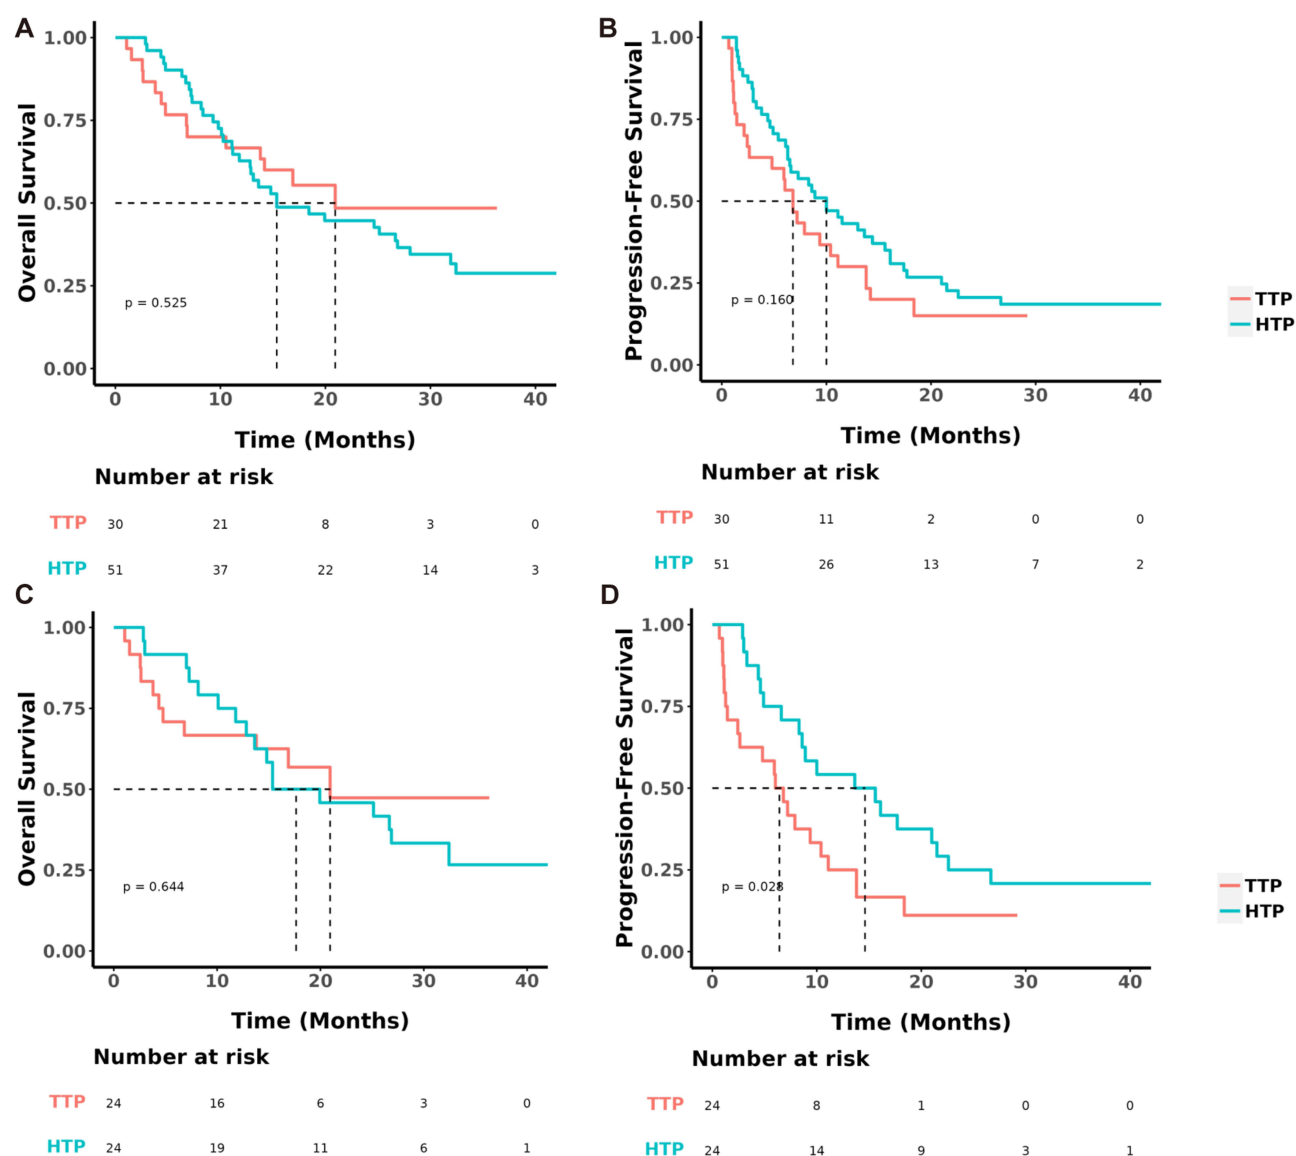 A
Overall Survival
1.00
0.75
0.50
0.25
0.00
p = 0.525
0 10 20 30 40
Time (Months)
Number at risk
TTP 30 21 8 3 0
HTP 51 37 22 14 3
B
Progression-Free Survival
1.00
0.75
0.50
0.25
0.00
p = 0.160
0 10 20 30 40
Time (Months)
TTP
HTP
Number at risk
TTP 30 11 2 0 0
HTP 51 26 13 7 2
C
Overall Survival
1.00
0.75
0.50
0.25
0.00
p = 0.644
0 10 20 30 40
Time (Months)
Number at risk
TTP 24 16 6 3 0
HTP 24 19 11 6 1
D
Progression-Free Survival
1.00
0.75
0.50
0.25
0.00
p = 0.028
0 10 20 30 40
Time (Months)
TTP
HTP
Number at risk
TTP 24 8 1 0 0
HTP 24 14 9 3 1